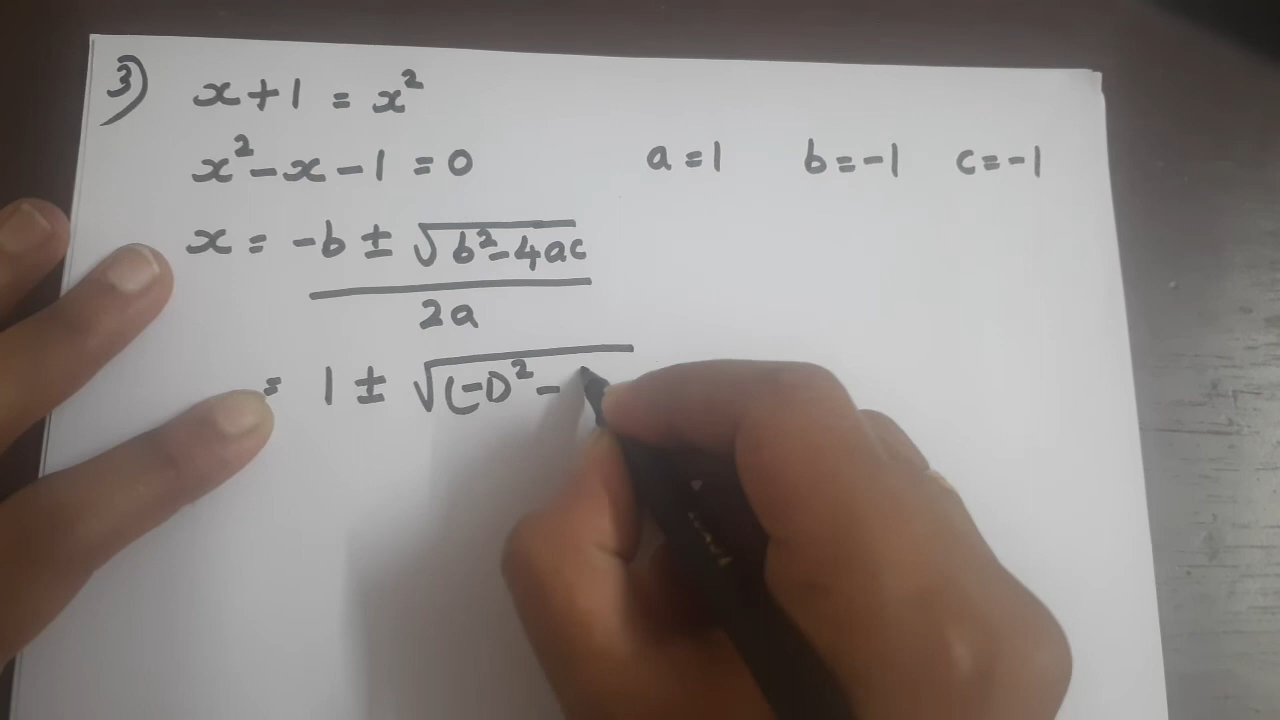 3) x+1 = x²
x²-x-1=0 a=1 b=-1 c=-1
x = -b ± √b²-4ac
2a
= 1 ± √(-1)² -